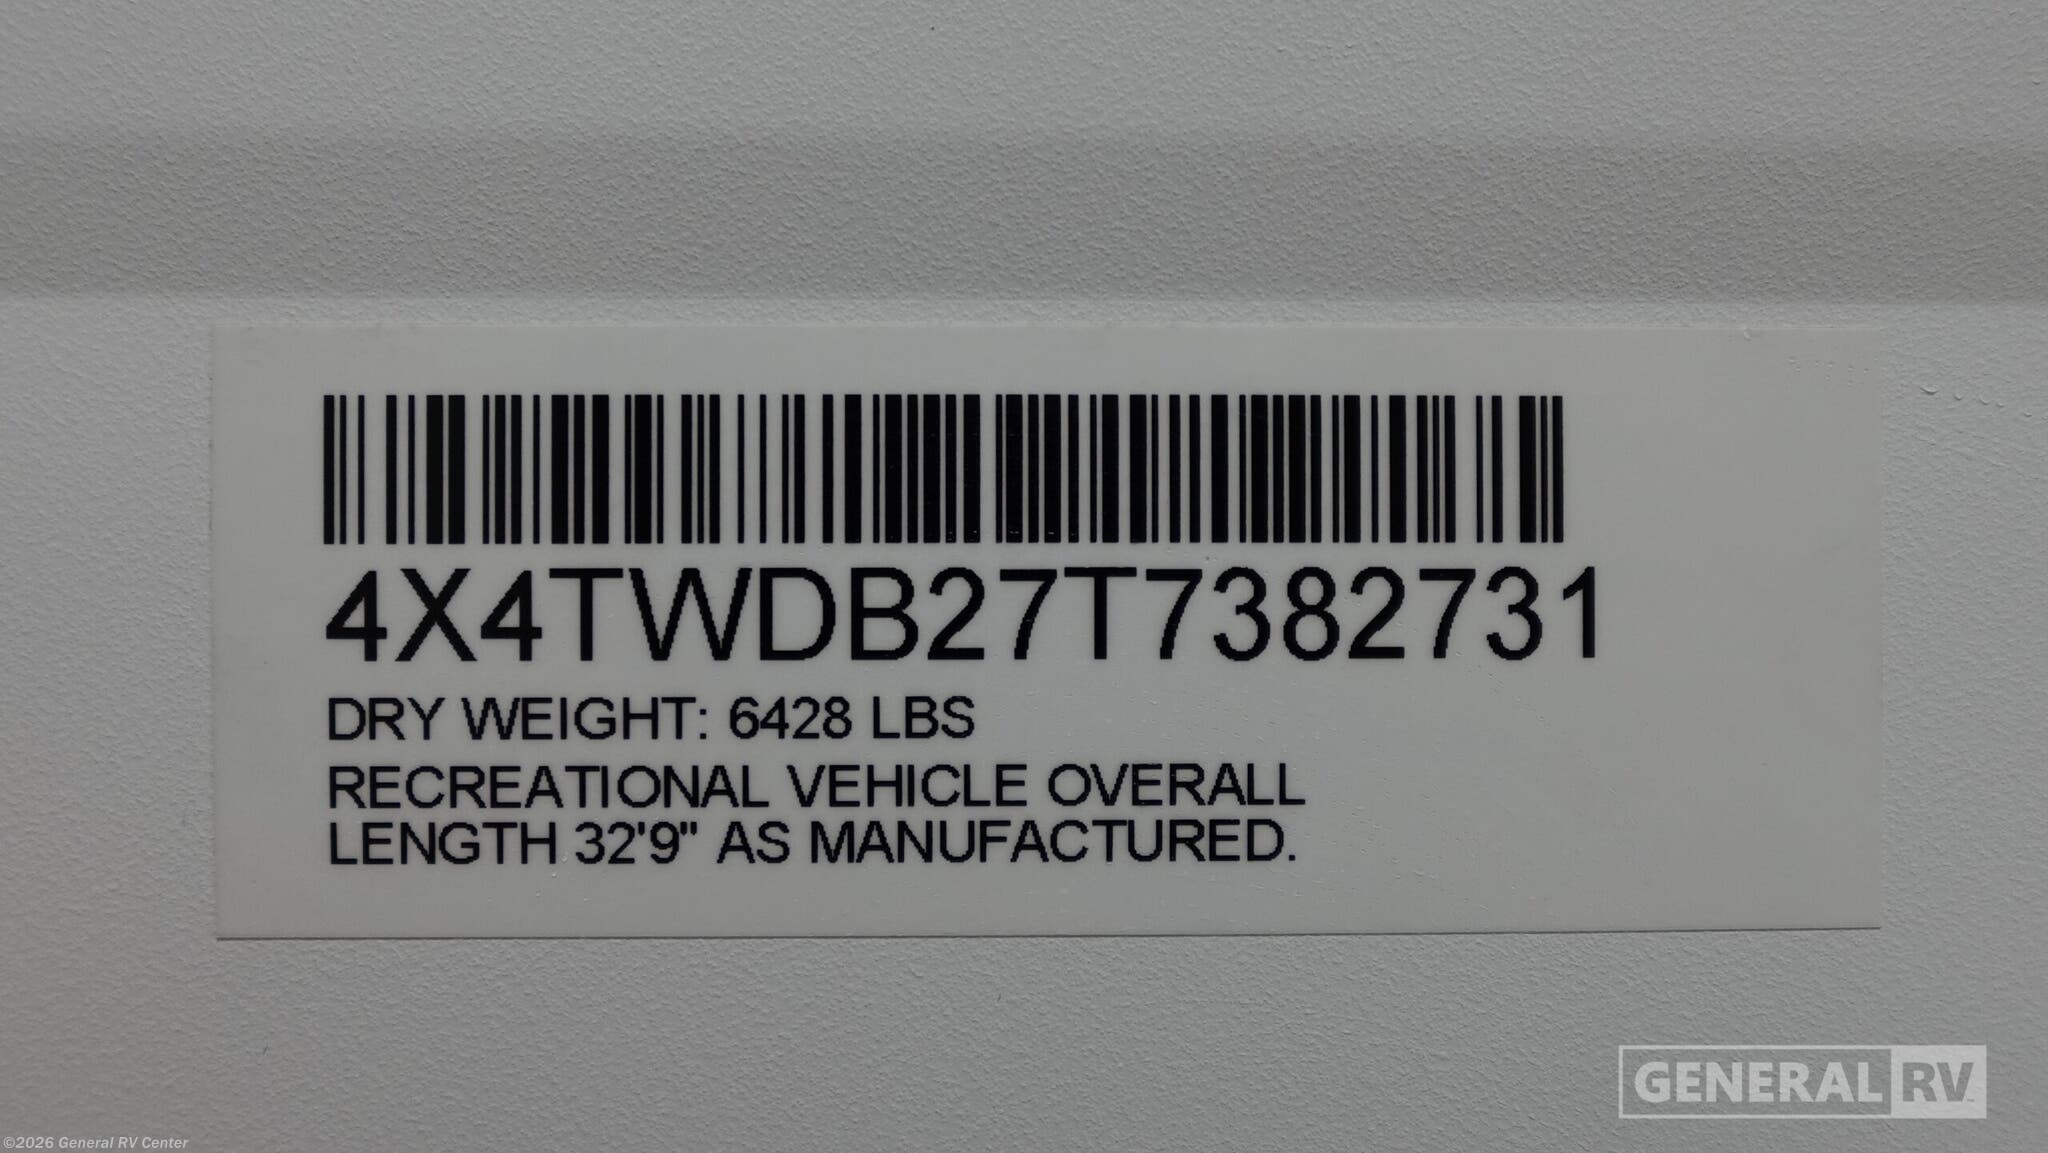 4X4TWDB27T7382731
DRY WEIGHT: 6428 LBS
RECREATIONAL VEHICLE OVERALL
LENGTH 32'9" AS MANUFACTURED.
GENERAL RV
©2026 General RV Center